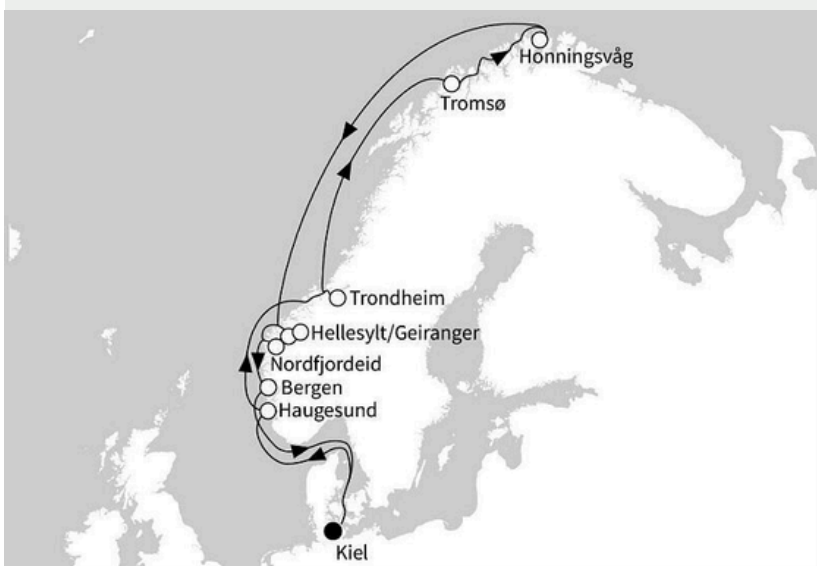 Honningsvåg
Tromsø
Trondheim
Hellesylt/Geiranger
Nordfjordeid
Bergen
Haugesund
Kiel